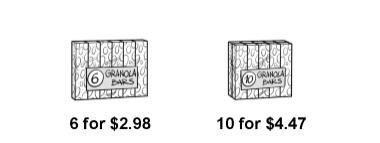 6 GRANOLA
BARS
10 GRANOLA
BARS
6 for $2.98
10 for $4.47